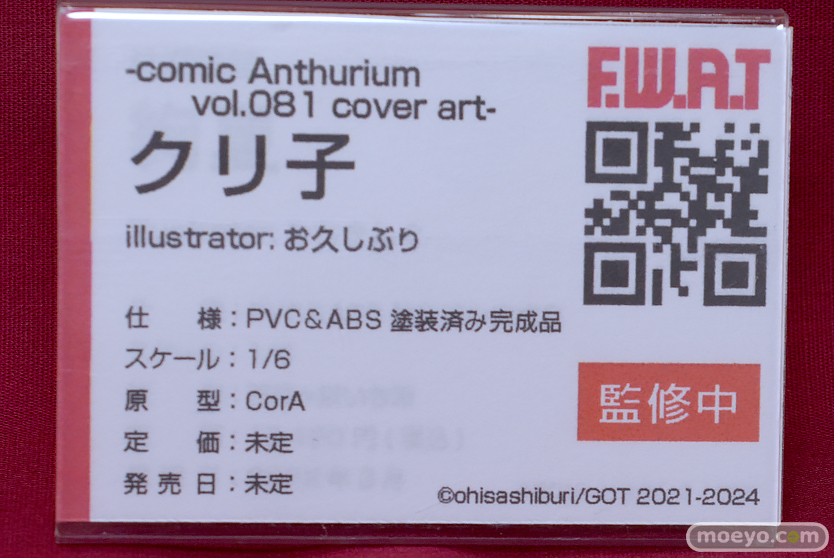 -comic Anthurium
vol.081 cover art-
クリ子
illustrator: お久しぶり
仕 様：PVC&ABS 塗装済み完成品
スケール：1/6
原 型：CorA
定 価：未定
発売日：未定
F.W.A.T
監修中
©ohisashiburi/GOT 2021-2024
moeyo.com